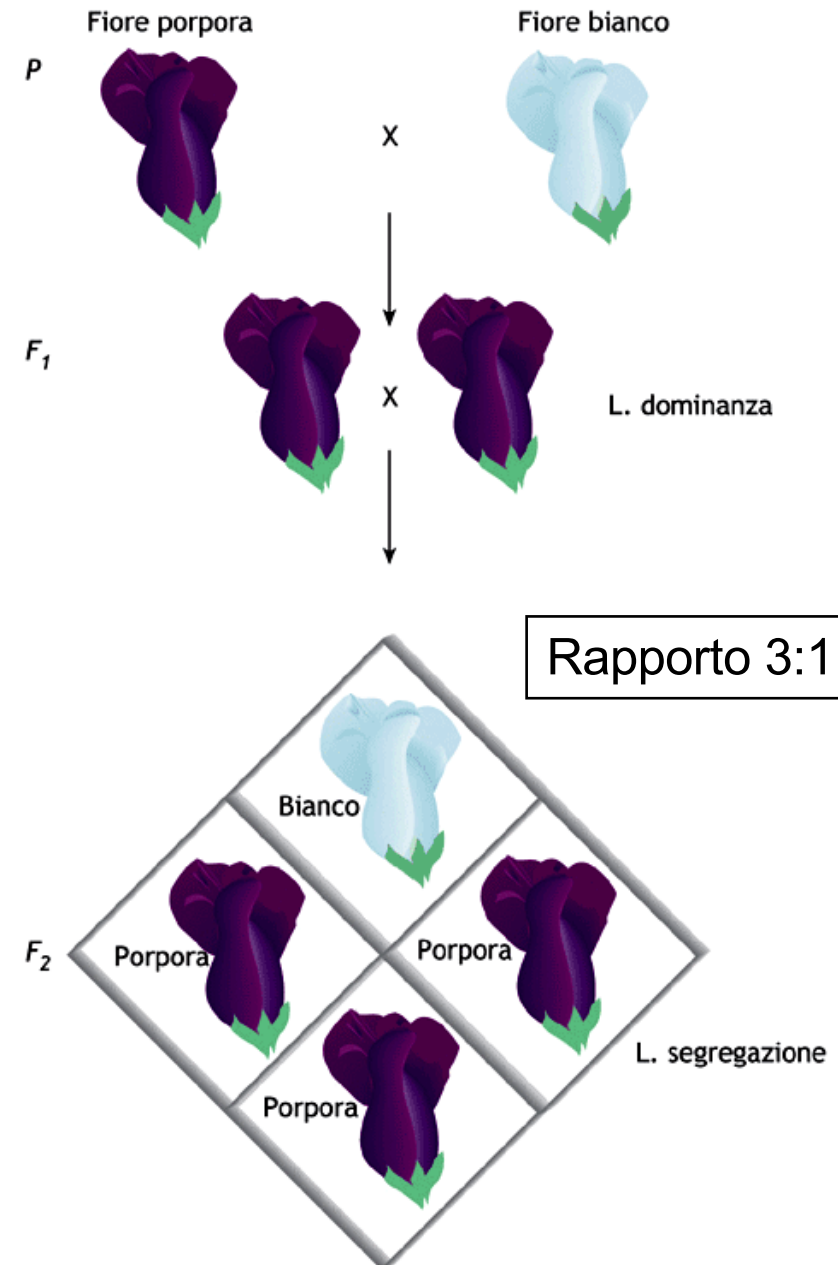 Fiore porpora
Fiore bianco
P
X
F1
X
L. dominanza
Rapporto 3:1
Bianco
F2
Porpora
Porpora
L. segregazione
Porpora